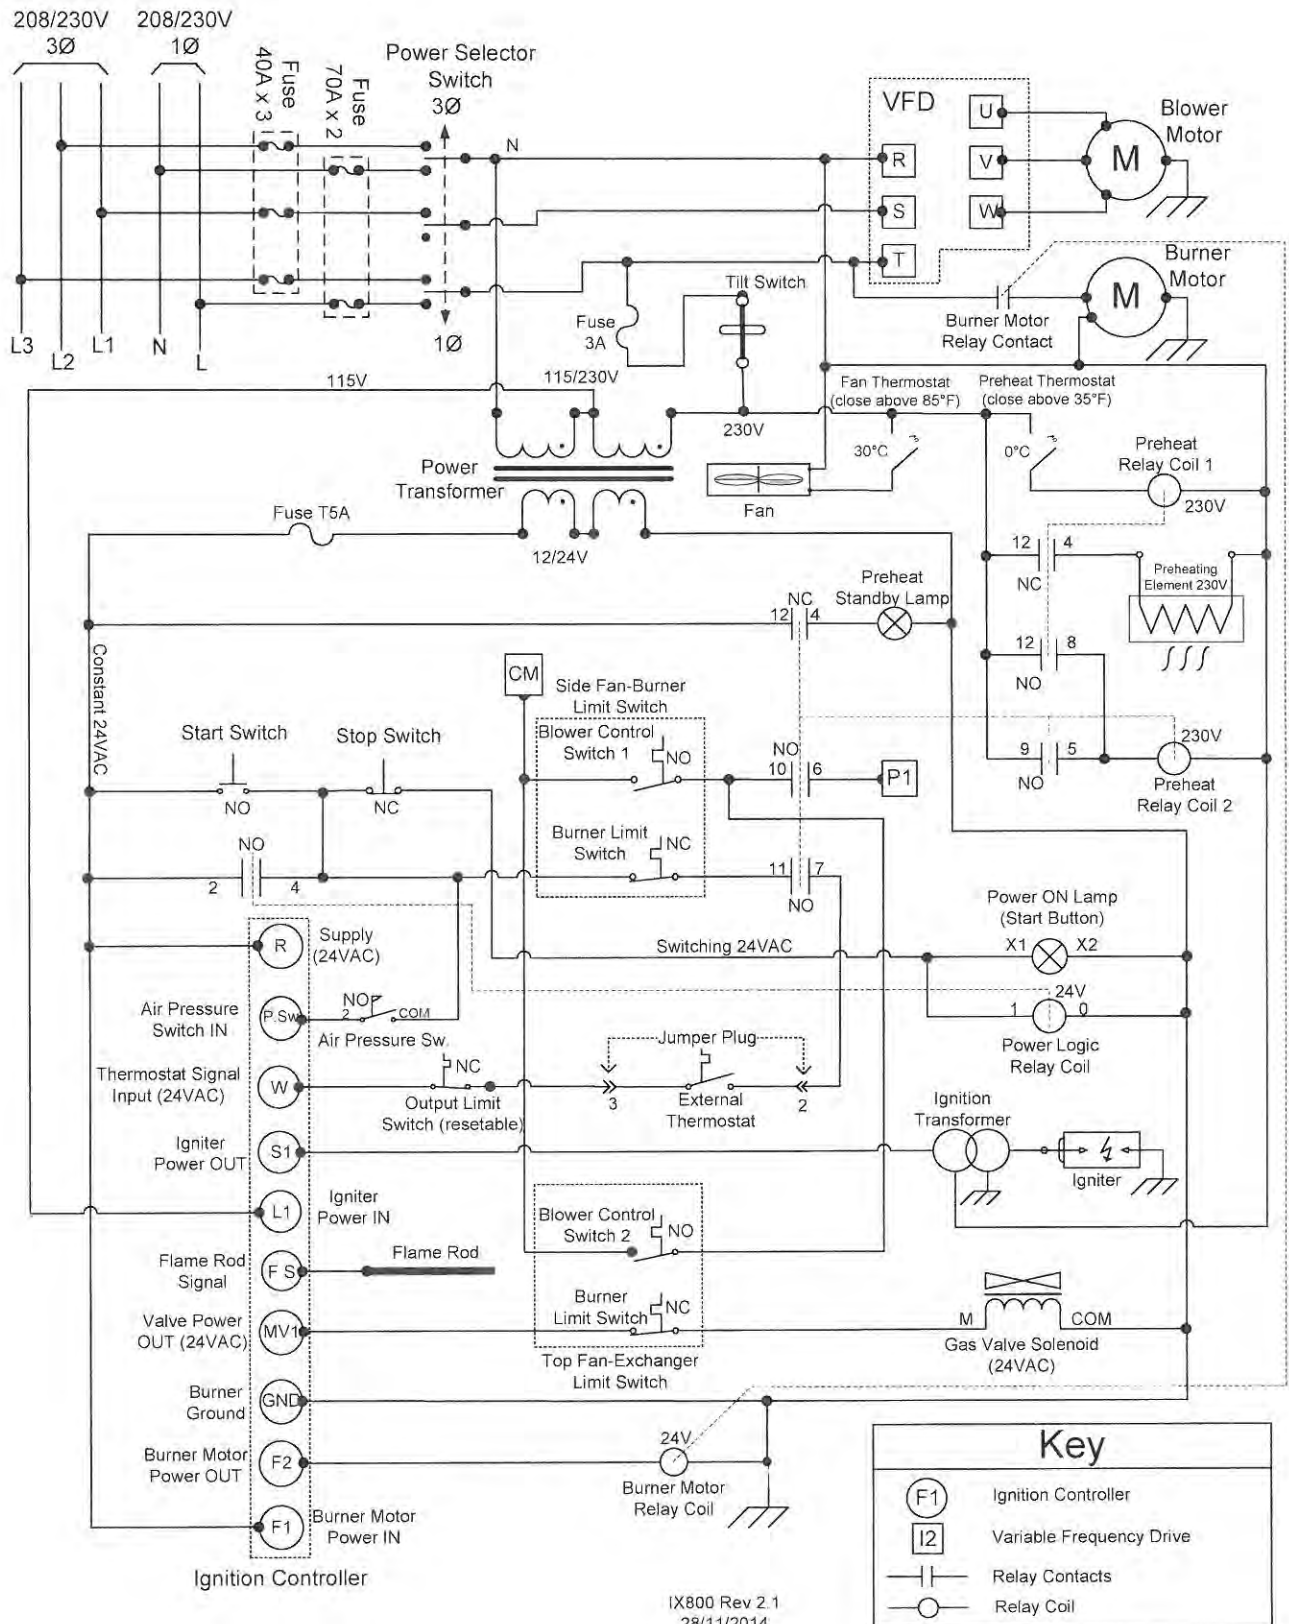 208/230V
3Ø
208/230V
1Ø
Fuse
40A x 3
Fuse
70A x 2
Power Selector
Switch
3Ø
N
VFD
U
R
V
S
W
T
M
Blower
Motor
Burner
Motor
M
Tilt Switch
Fuse
3A
Burner Motor
Relay Contact
L3
L2
L1
N
L
1Ø
115V
115/230V
230V
Fan Thermostat
(close above 85°F)
Preheat Thermostat
(close above 35°F)
30°C
0°C
Preheat
Relay Coil 1
230V
Power
Transformer
Fan
Fuse T5A
12/24V
12
4
NC
Preheating
Element 230V
Preheat
Standby Lamp
NC
12
4
12
8
NO
Constant 24VAC
CM
Side Fan-Burner
Limit Switch
Blower Control
Switch 1
NO
NO
10
6
P1
9
5
NO
230V
Preheat
Relay Coil 2
Start Switch
NO
Stop Switch
NC
Burner Limit
Switch
NC
NO
2
4
11
7
NO
Power ON Lamp
(Start Button)
X1
X2
Switching 24VAC
R
Supply
(24VAC)
24V
1
0
Power Logic
Relay Coil
Air Pressure
Switch IN
P.Sw
NO
2
COM
Air Pressure Sw.
Jumper Plug
Thermostat Signal
Input (24VAC)
W
NC
Output Limit
Switch (resetable)
3
External
Thermostat
2
Ignition
Transformer
Igniter
Power OUT
S1
Igniter
L1
Igniter
Power IN
Blower Control
Switch 2
NO
Flame Rod
Signal
F S
Flame Rod
Valve Power
OUT (24VAC)
MV1
Burner
Limit Switch
NC
M
COM
Gas Valve Solenoid
(24VAC)
Top Fan-Exchanger
Limit Switch
Burner
Ground
GND
Burner Motor
Power OUT
F2
24V
Burner Motor
Relay Coil
F1
Burner Motor
Power IN
Ignition Controller
Key
F1
Ignition Controller
I2
Variable Frequency Drive
Relay Contacts
Relay Coil
IX800 Rev 2.1
28/11/2014